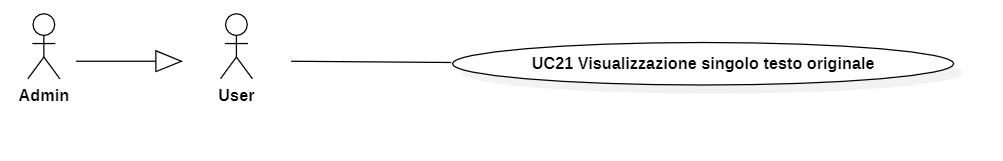 UC21 Visualizzazione singolo testo originale
Admin
User